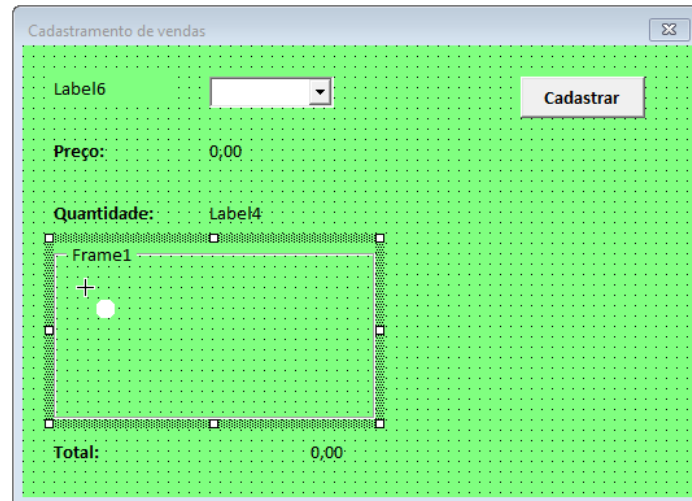 Cadastramento de vendas
Label6
Cadastrar
Preço: 0,00
Quantidade: Label4
Frame1
Total: 0,00